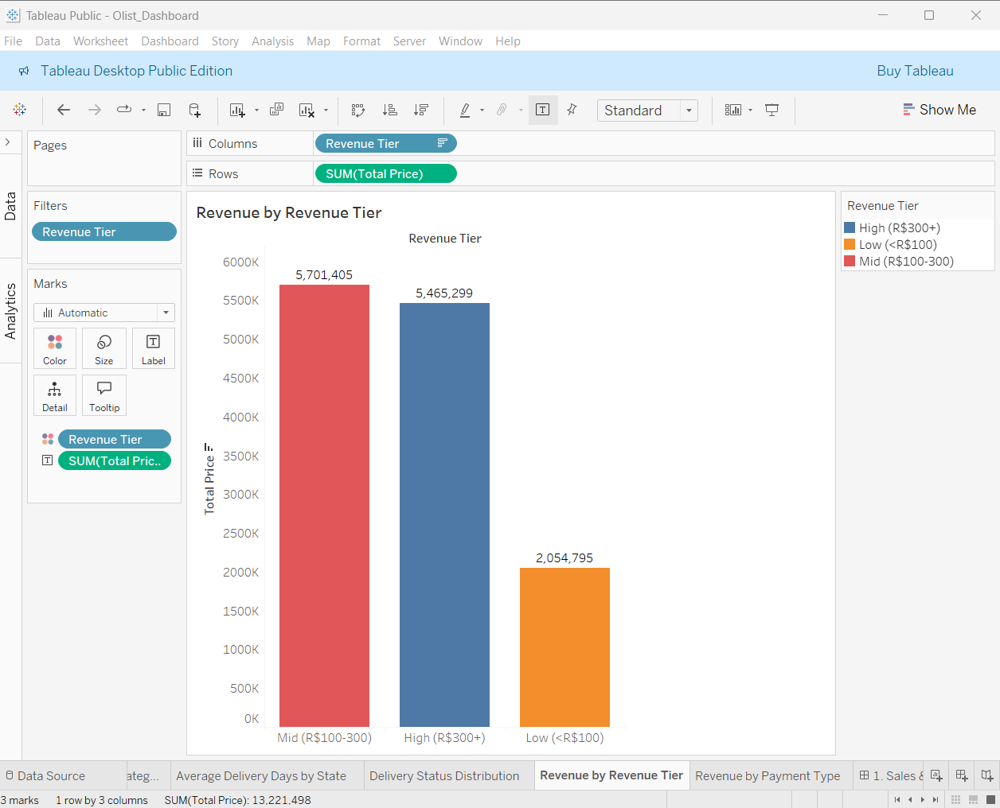 Tableau Public - Olist_Dashboard
File Data Worksheet Dashboard Story Analysis Map Format Server Window Help
Tableau Desktop Public Edition
Buy Tableau
Standard
Show Me
Pages
Columns
Revenue Tier
Rows
SUM(Total Price)
Data
Analytics
Filters
Revenue Tier
Marks
Automatic
Color
Size
Label
Detail
Tooltip
Revenue Tier
SUM(Total Pric..
Revenue by Revenue Tier
Revenue Tier
Total Price
6000K
5500K
5000K
4500K
4000K
3500K
3000K
2500K
2000K
1500K
1000K
500K
0K
5,701,405
5,465,299
2,054,795
Mid (R$100-300)
High (R$300+)
Low (<R$100)
Revenue Tier
High (R$300+)
Low (<R$100)
Mid (R$100-300)
Data Source
ateg...
Average Delivery Days by State
Delivery Status Distribution
Revenue by Revenue Tier
Revenue by Payment Type
1. Sales &
3 marks
1 row by 3 columns
SUM(Total Price): 13,221,498